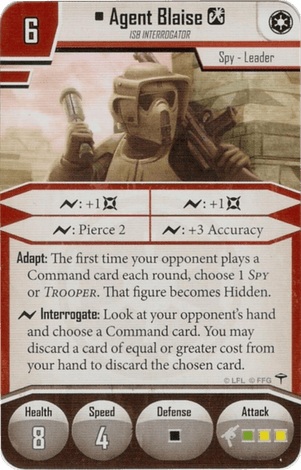 6
Agent Blaise
ISB INTERROGATOR
Spy - Leader
: +1
: +1
: Pierce 2
: +3 Accuracy
Adapt: The first time your opponent plays a
Command card each round, choose 1 SPY
or TROOPER. That figure becomes Hidden.
Interrogate: Look at your opponent's hand
and choose a Command card. You may
discard a card of equal or greater cost from
your hand to discard the chosen card.
© LFL © FFG
Health
Speed
Defense
Attack
8
4